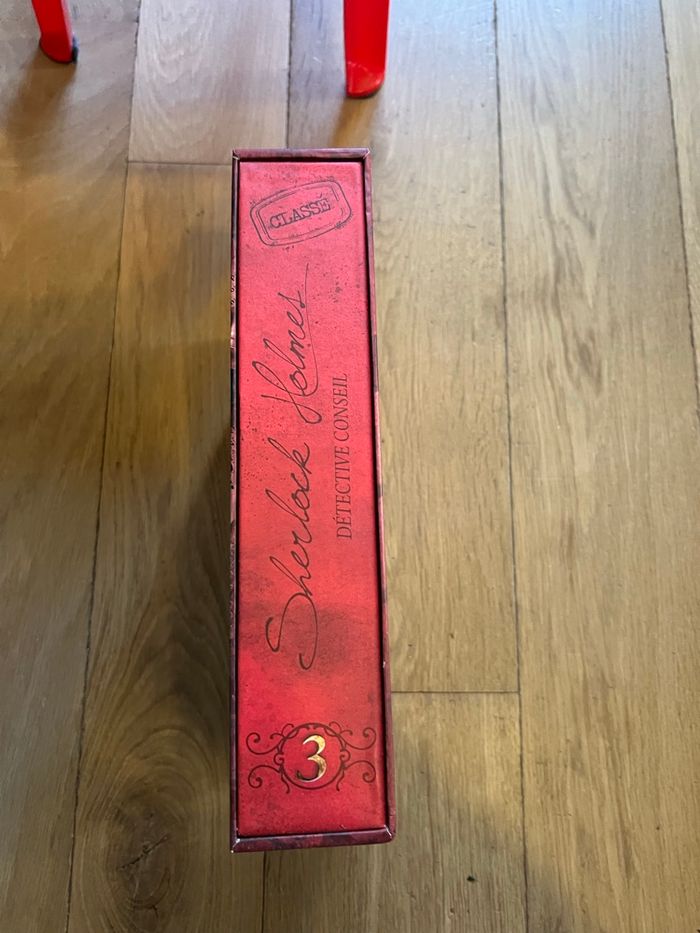 CLASSÉ
Sherlock Holmes
DÉTECTIVE CONSEIL
3